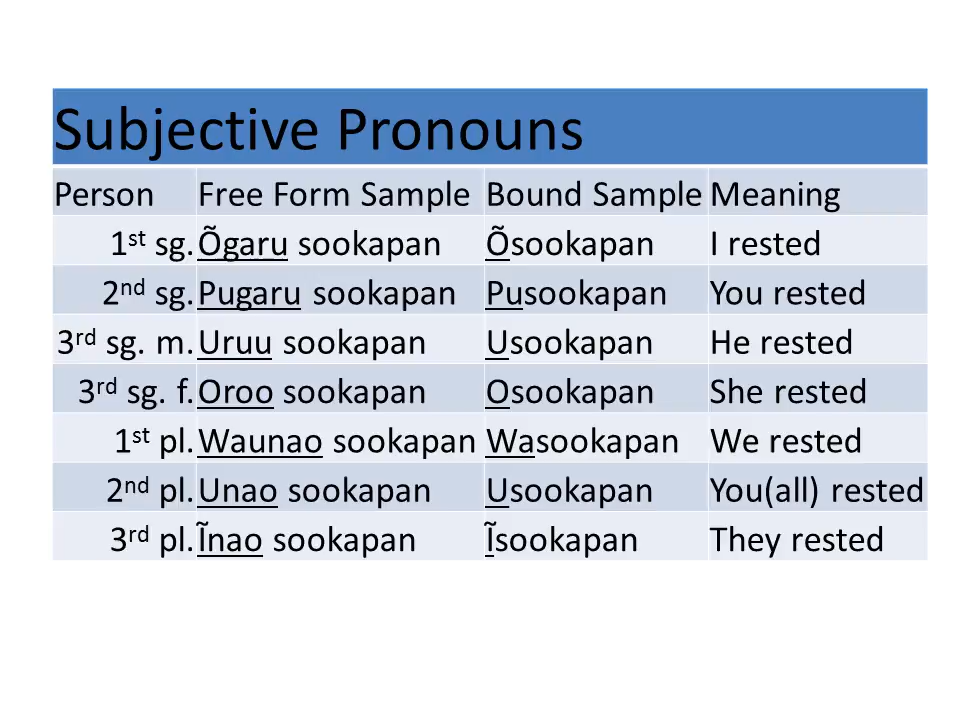 Subjective Pronouns
Person Free Form Sample Bound Sample Meaning
1st sg. Õgaru sookapan Õsookapan I rested
2nd sg. Pugaru sookapan Pusookapan You rested
3rd sg. m. Uruu sookapan Usookapan He rested
3rd sg. f. Oroo sookapan Osookapan She rested
1st pl. Waunao sookapan Wasookapan We rested
2nd pl. Unao sookapan Usookapan You(all) rested
3rd pl. Ĩnao sookapan Ĩsookapan They rested